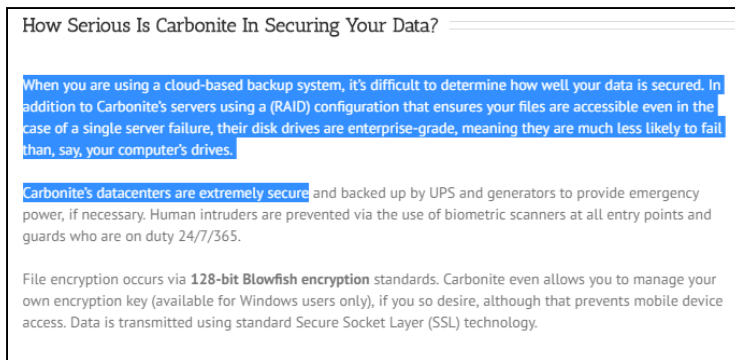 How Serious Is Carbonite In Securing Your Data?
When you are using a cloud-based backup system, it's difficult to determine how well your data is secured. In
addition to Carbonite's servers using a (RAID) configuration that ensures your files are accessible even in the
case of a single server failure, their disk drives are enterprise-grade, meaning they are much less likely to fail
than, say, your computer's drives.
Carbonite's datacenters are extremely secure and backed up by UPS and generators to provide emergency
power, if necessary. Human intruders are prevented via the use of biometric scanners at all entry points and
guards who are on duty 24/7/365.
File encryption occurs via 128-bit Blowfish encryption standards. Carbonite even allows you to manage your
own encryption key (available for Windows users only), if you so desire, although that prevents mobile device
access. Data is transmitted using standard Secure Socket Layer (SSL) technology.